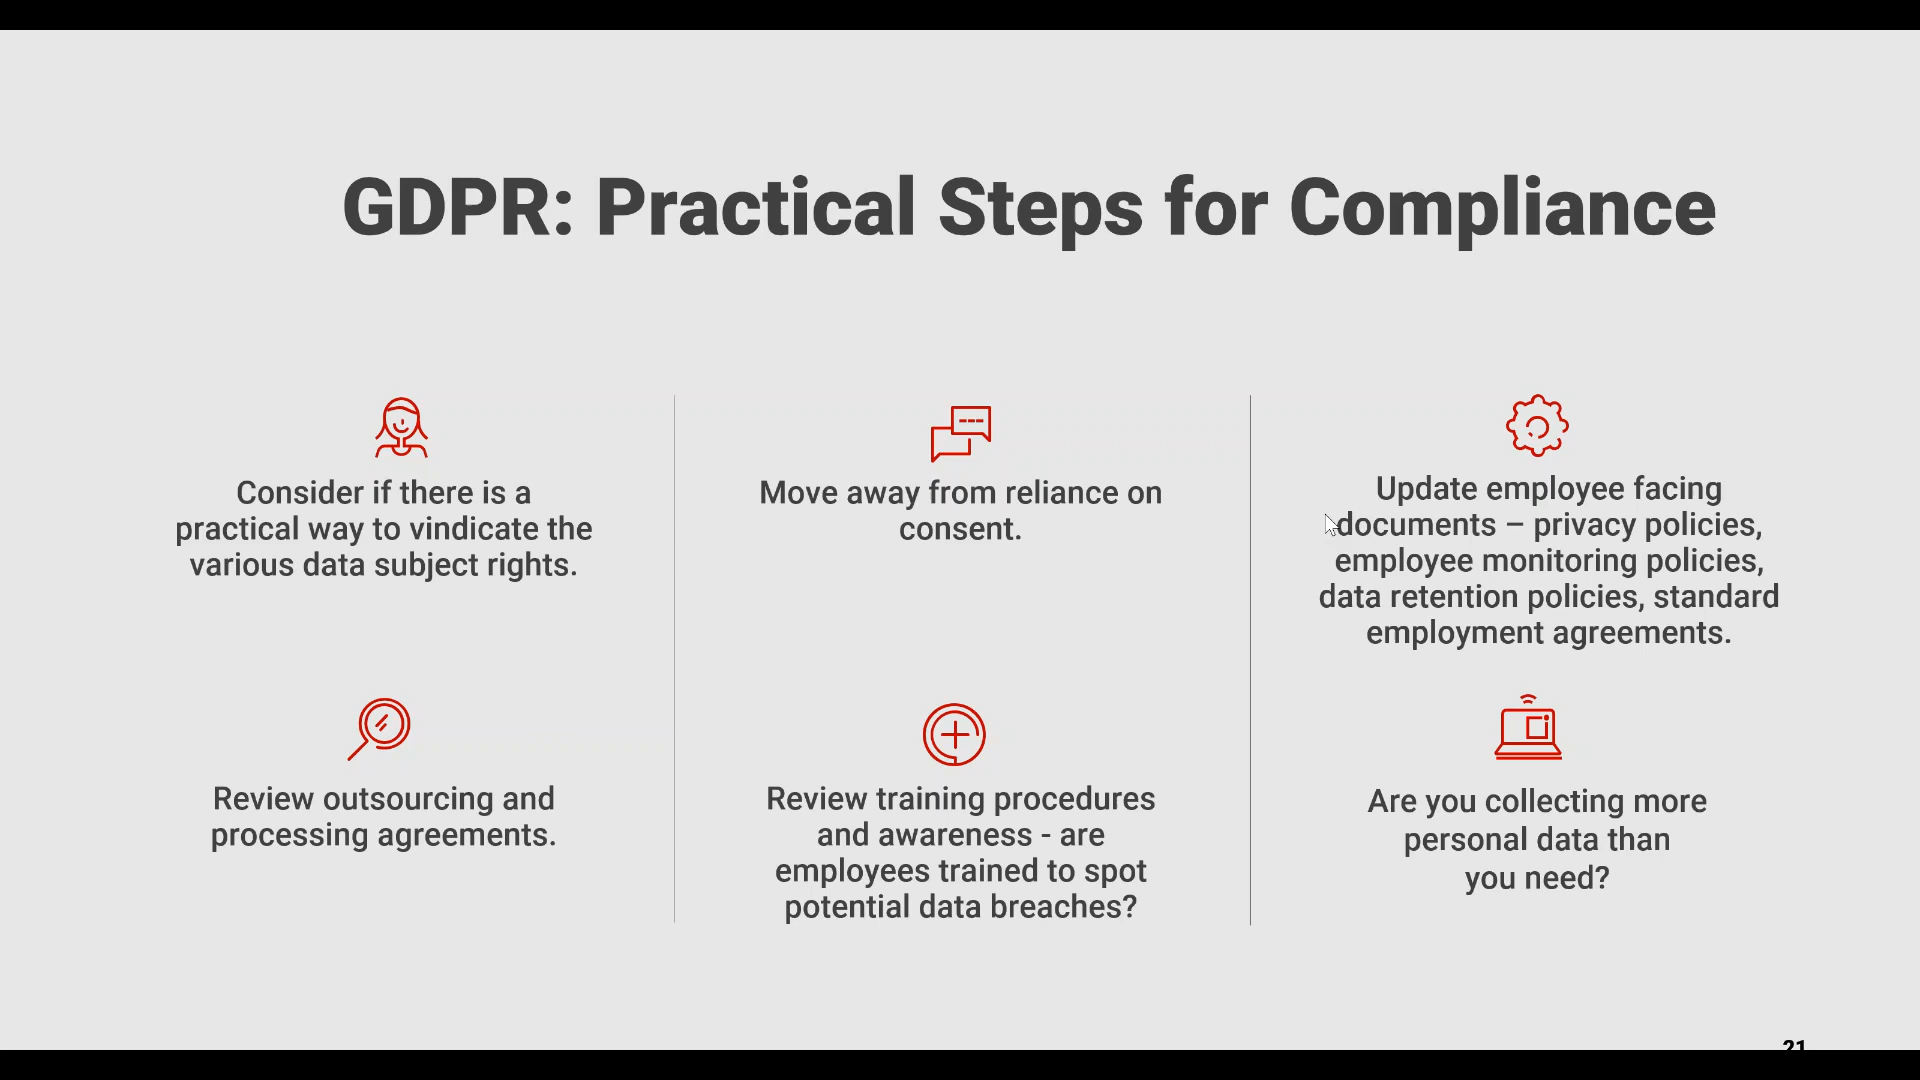 GDPR: Practical Steps for Compliance
Consider if there is a
practical way to vindicate the
various data subject rights.
Move away from reliance on
consent.
Update employee facing
documents – privacy policies,
employee monitoring policies,
data retention policies, standard
employment agreements.
Review outsourcing and
processing agreements.
Review training procedures
and awareness - are
employees trained to spot
potential data breaches?
Are you collecting more
personal data than
you need?
21